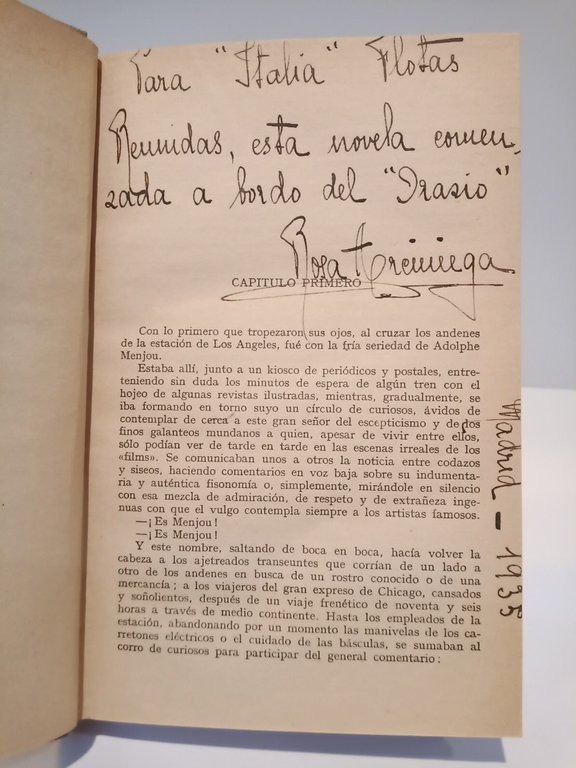 Para "Italia" Flotas
Reunidas, esta novela comen-
zada a bordo del "Orasio"
Rosa Arciniega
CAPITULO PRIMERO
Con lo primero que tropezaron sus ojos, al cruzar los andenes
de la estación de Los Angeles, fué con la fría seriedad de Adolphe
Menjou.
Estaba allí, junto a un kiosco de periódicos y postales, entre-
teniendo sin duda los minutos de espera de algún tren con el
hojeo de algunas revistas ilustradas, mientras, gradualmente, se
iba formando en torno suyo un círculo de curiosos, ávidos de
contemplar de cerca a este gran señor del escepticismo y de los
finos galanteos mundanos a quien, apesar de vivir entre ellos,
sólo podían ver de tarde en tarde en las escenas irreales de los
«films». Se comunicaban unos a otros la noticia entre codazos
y siseos, haciendo comentarios en voz baja sobre su indumenta-
ria y auténtica fisonomía o, simplemente, mirándole en silencio
con esa mezcla de admiración, de respeto y de extrañeza inge-
nuas con que el vulgo contempla siempre a los artistas famosos.
—¡Es Menjou!
—¡Es Menjou!
Y este nombre, saltando de boca en boca, hacía volver la
cabeza a los ajetreados transeuntes que corrían de un lado a
otro de los andenes en busca de un rostro conocido o de una
mercancía; a los viajeros del gran expreso de Chicago, cansados
y soñolientos, después de un viaje frenético de noventa y seis
horas a través de medio continente. Hasta los empleados de la
estación, abandonando por un momento las manivelas de los ca-
rretones eléctricos o el cuidado de las básculas, se sumaban al
corro de curiosos para participar del general comentario:
Madrid - 1935